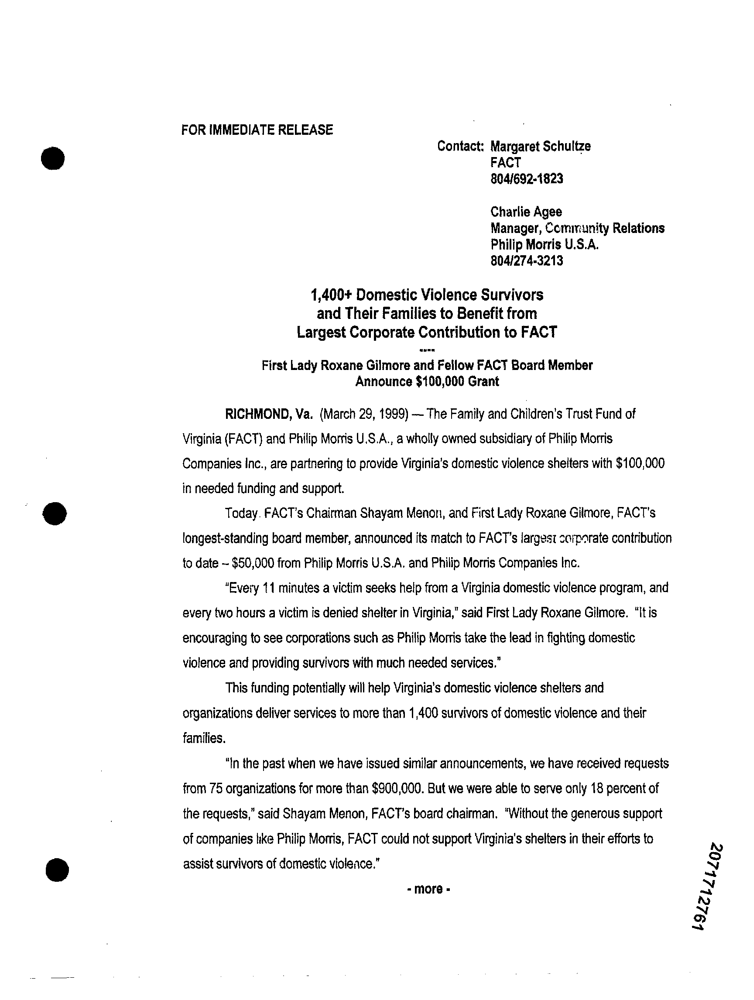 FOR IMMEDIATE RELEASE
Contact: Margaret Schultze
FACT
804/692-1823
Charlie Agee
Manager, Community Relations
Philip Morris U.S.A.
804/274-3213
1,400+ Domestic Violence Survivors
and Their Families to Benefit from
Largest Corporate Contribution to FACT
----
First Lady Roxane Gilmore and Fellow FACT Board Member
Announce $100,000 Grant
RICHMOND, Va. (March 29, 1999) — The Family and Children's Trust Fund of
Virginia (FACT) and Philip Morris U.S.A., a wholly owned subsidiary of Philip Morris
Companies Inc., are partnering to provide Virginia's domestic violence shelters with $100,000
in needed funding and support.
Today, FACT's Chairman Shayam Menon, and First Lady Roxane Gilmore, FACT's
longest-standing board member, announced its match to FACT's largest corporate contribution
to date – $50,000 from Philip Morris U.S.A. and Philip Morris Companies Inc.
"Every 11 minutes a victim seeks help from a Virginia domestic violence program, and
every two hours a victim is denied shelter in Virginia," said First Lady Roxane Gilmore. "It is
encouraging to see corporations such as Philip Morris take the lead in fighting domestic
violence and providing survivors with much needed services."
This funding potentially will help Virginia's domestic violence shelters and
organizations deliver services to more than 1,400 survivors of domestic violence and their
families.
"In the past when we have issued similar announcements, we have received requests
from 75 organizations for more than $900,000. But we were able to serve only 18 percent of
the requests," said Shayam Menon, FACT's board chairman. "Without the generous support
of companies like Philip Morris, FACT could not support Virginia's shelters in their efforts to
assist survivors of domestic violence."
- more -
2071712761